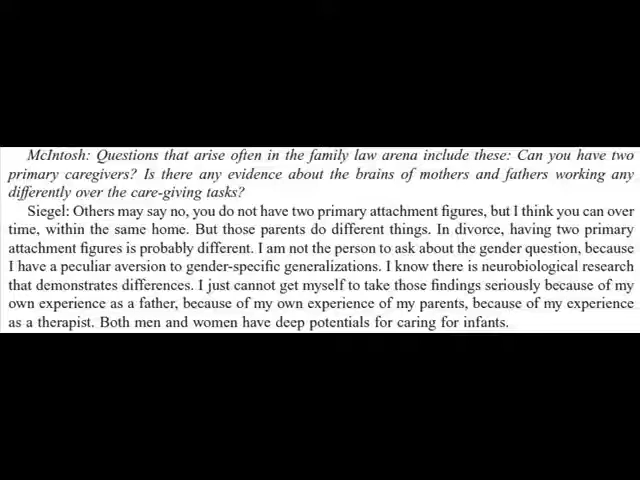 McIntosh: Questions that arise often in the family law arena include these: Can you have two
primary caregivers? Is there any evidence about the brains of mothers and fathers working any
differently over the care-giving tasks?
Siegel: Others may say no, you do not have two primary attachment figures, but I think you can over
time, within the same home. But those parents do different things. In divorce, having two primary
attachment figures is probably different. I am not the person to ask about the gender question, because
I have a peculiar aversion to gender-specific generalizations. I know there is neurobiological research
that demonstrates differences. I just cannot get myself to take those findings seriously because of my
own experience as a father, because of my own experience of my parents, because of my experience
as a therapist. Both men and women have deep potentials for caring for infants.